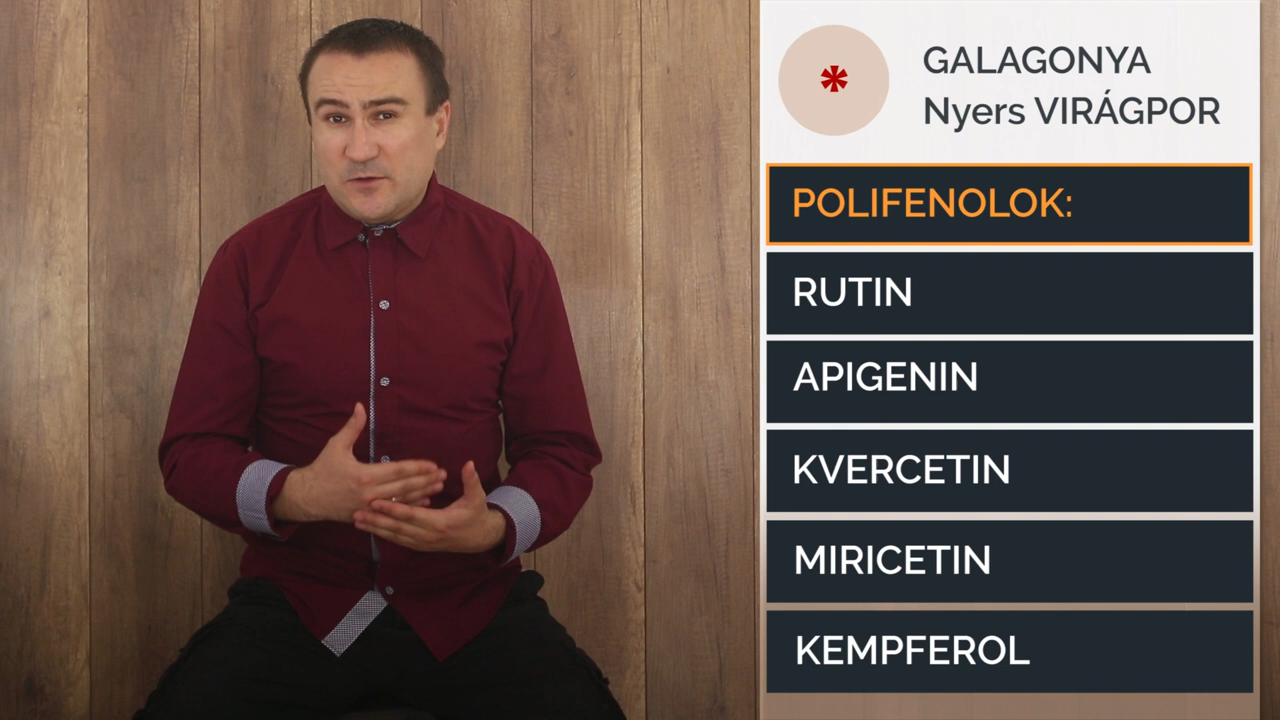 *
GALAGONYA
Nyers VIRÁGPOR
POLIFENOLOK:
RUTIN
APIGENIN
KVERCETIN
MIRICETIN
KEMPFEROL